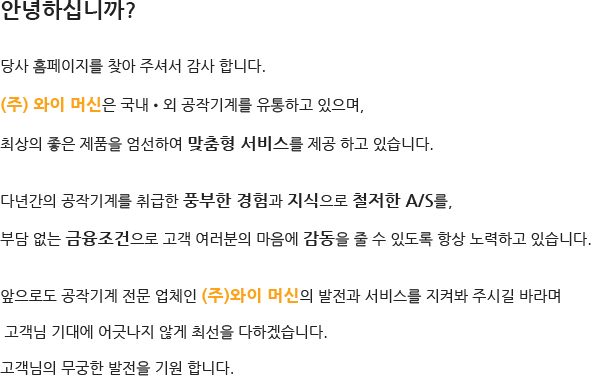 안녕하십니까?
당사 홈페이지를 찾아 주셔서 감사 합니다.
(주) 와이 머신은 국내 • 외 공작기계를 유통하고 있으며,
최상의 좋은 제품을 엄선하여 맞춤형 서비스를 제공 하고 있습니다.
다년간의 공작기계를 취급한 풍부한 경험과 지식으로 철저한 A/S를,
부담 없는 금융조건으로 고객 여러분의 마음에 감동을 줄 수 있도록 항상 노력하고 있습니다.
앞으로도 공작기계 전문 업체인 (주)와이 머신의 발전과 서비스를 지켜봐 주시길 바라며
고객님 기대에 어긋나지 않게 최선을 다하겠습니다.
고객님의 무궁한 발전을 기원 합니다.